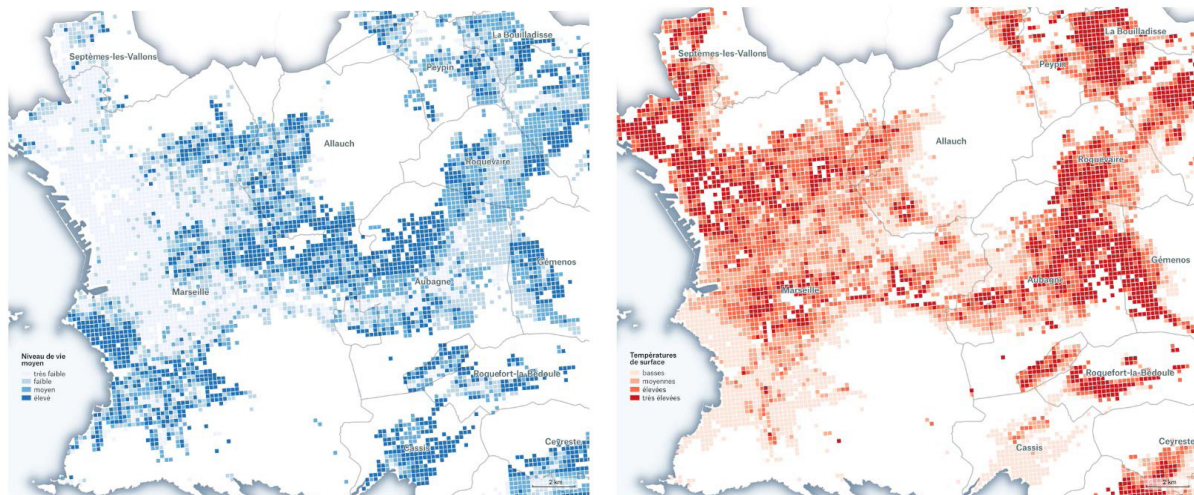 La Bouilladisse
Septèmes-les-Vallons
Peypin
Allauch
Roquevaire
Gémenos
Aubagne
Marseille
Niveau de vie
moyen
très faible
faible
moyen
élevé
Roquefort-la-Bédoule
Cassis
Ceyreste
2 km
La Bouilladisse
Septèmes-les-Vallons
Peypin
Allauch
Roquevaire
Gémenos
Aubagne
Marseille
Températures
de surface
basses
moyennes
élevées
très élevées
Roquefort-la-Bédoule
Cassis
Ceyreste
2 km